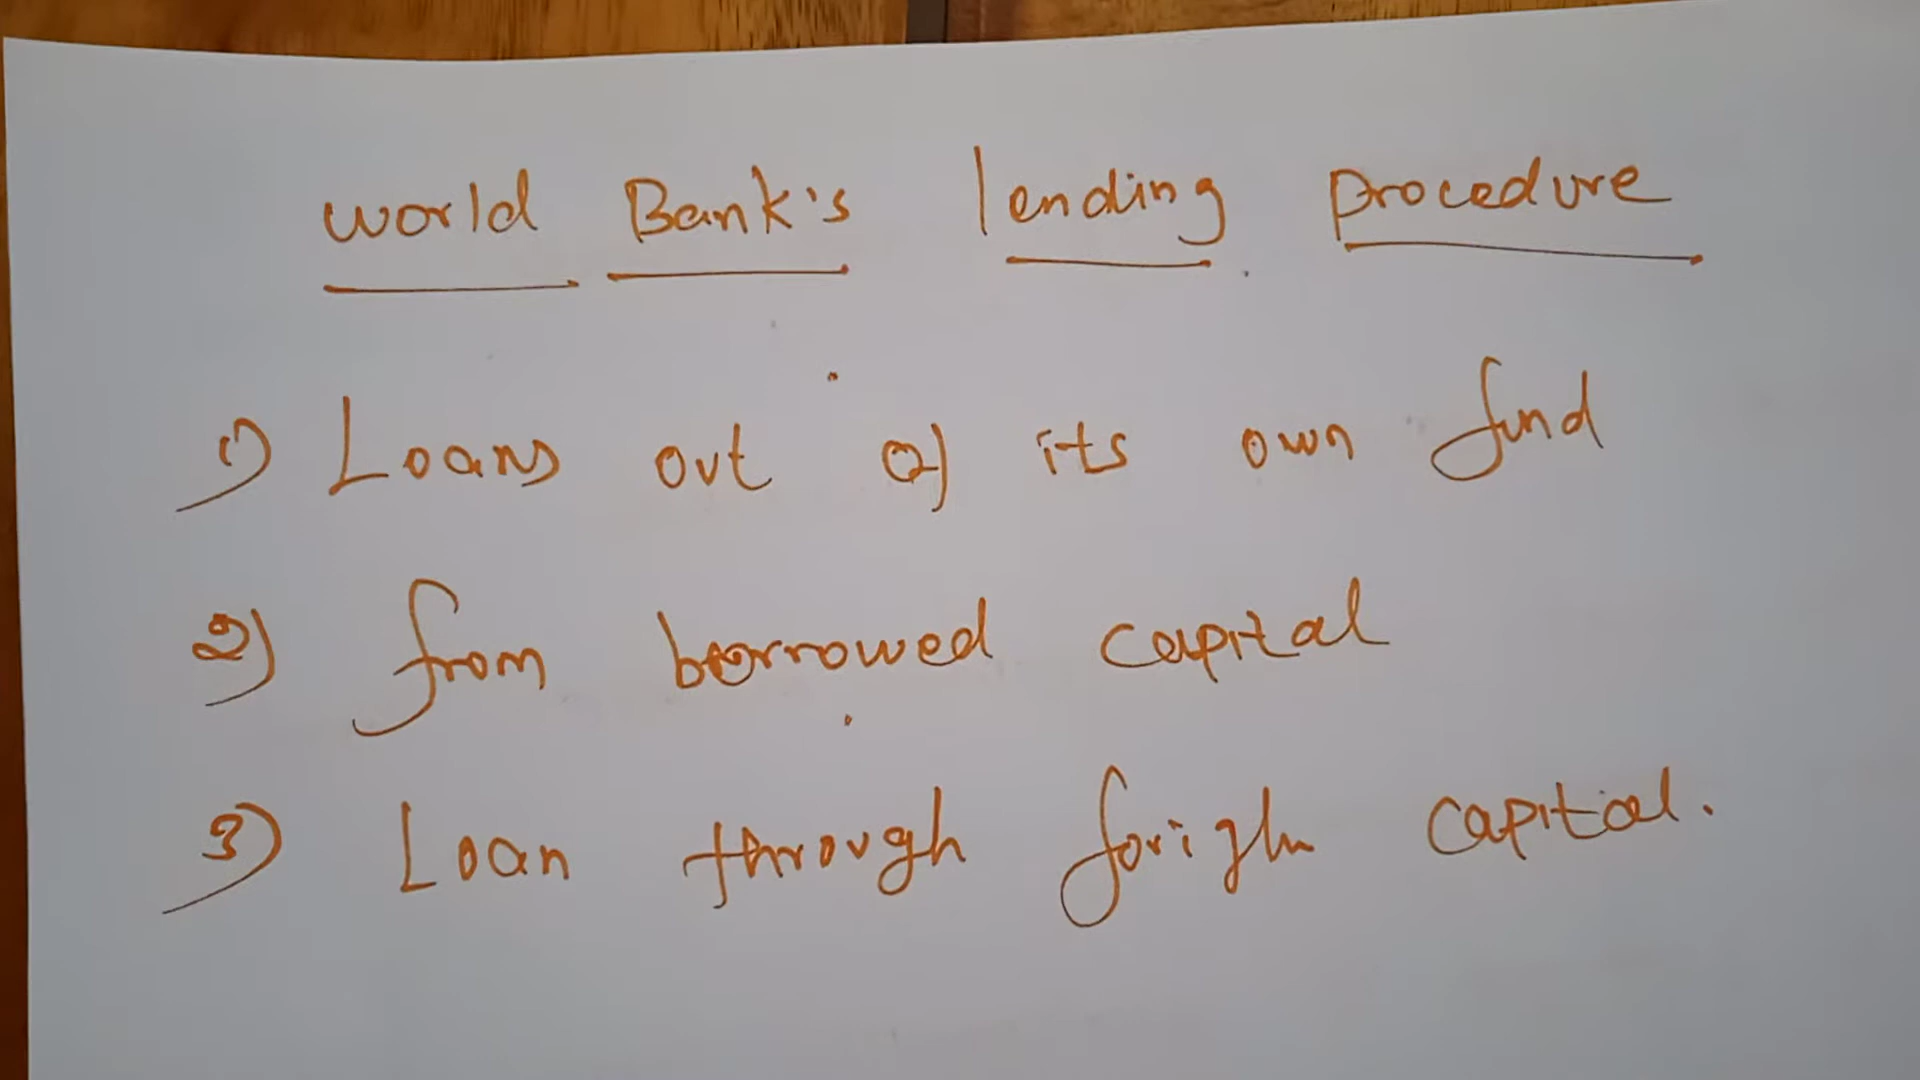 world Bank's lending procedure
1) Loans out of its own fund
2) from borrowed capital
3) Loan through forigh capital.